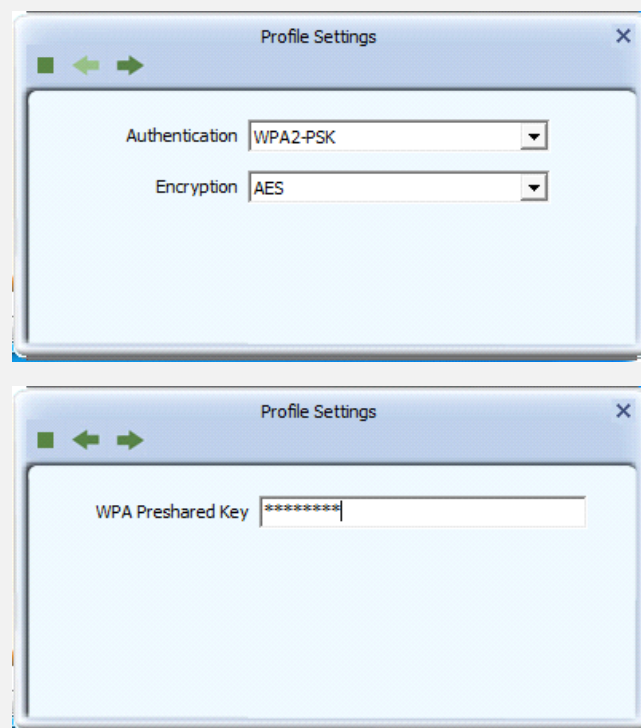 Profile Settings
Authentication WPA2-PSK
Encryption AES
Profile Settings
WPA Preshared Key ********